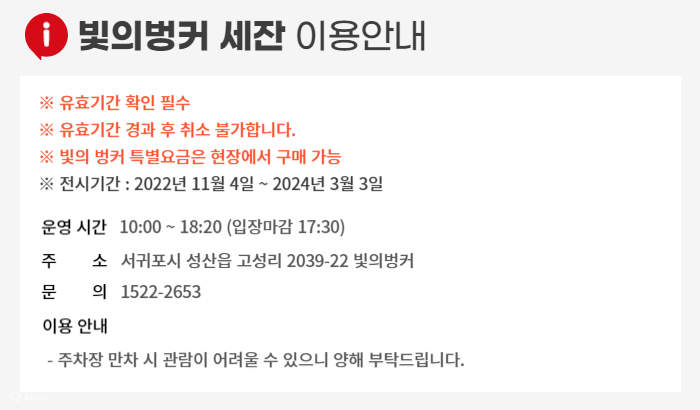 빛의벙커 세잔 이용안내
※ 유효기간 확인 필수
※ 유효기간 경과 후 취소 불가합니다.
※ 빛의 벙커 특별요금은 현장에서 구매 가능
※ 전시기간 : 2022년 11월 4일 ~ 2024년 3월 3일
운영 시간 10:00 ~ 18:20 (입장마감 17:30)
주 소 서귀포시 성산읍 고성리 2039-22 빛의벙커
문 의 1522-2653
이용 안내
- 주차장 만차 시 관람이 어려울 수 있으니 양해 부탁드립니다.